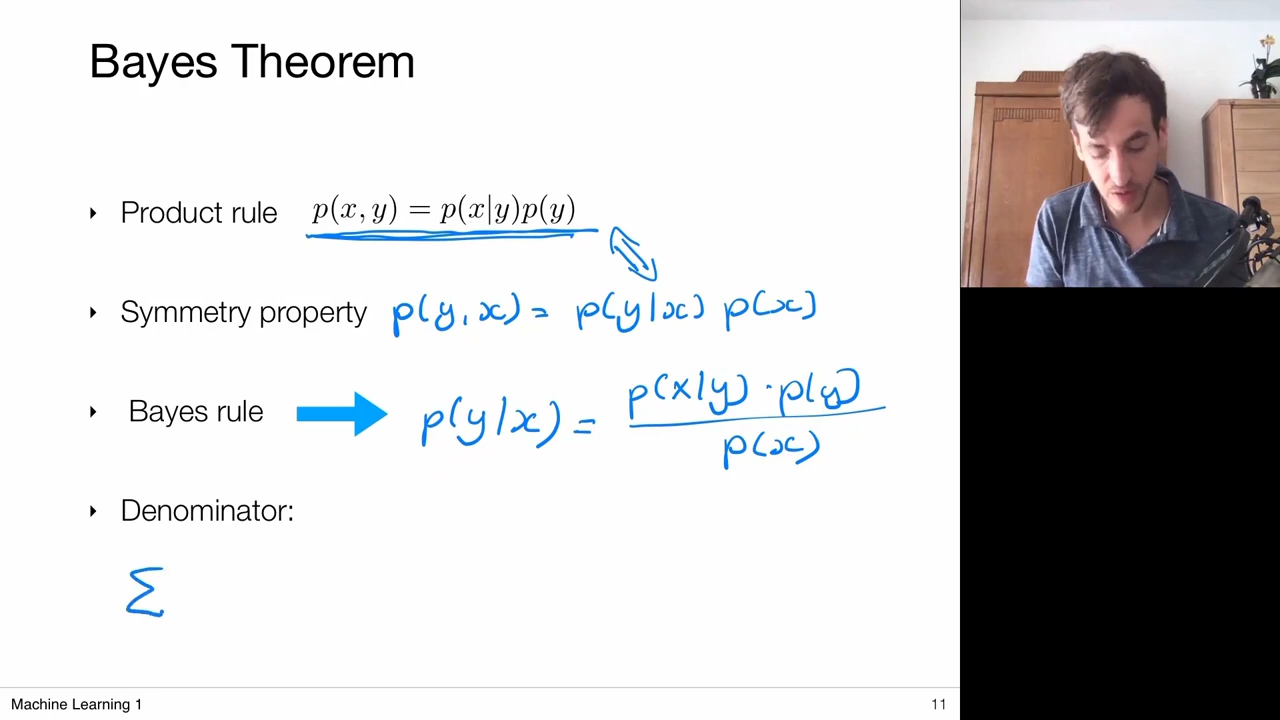 Bayes Theorem
‣ Product rule p(x, y) = p(x|y)p(y)
‣ Symmetry property p(y, x) = p(y|x) p(x)
‣ Bayes rule p(y|x) = p(x|y) · p(y) / p(x)
‣ Denominator:
Σ
Machine Learning 1 11